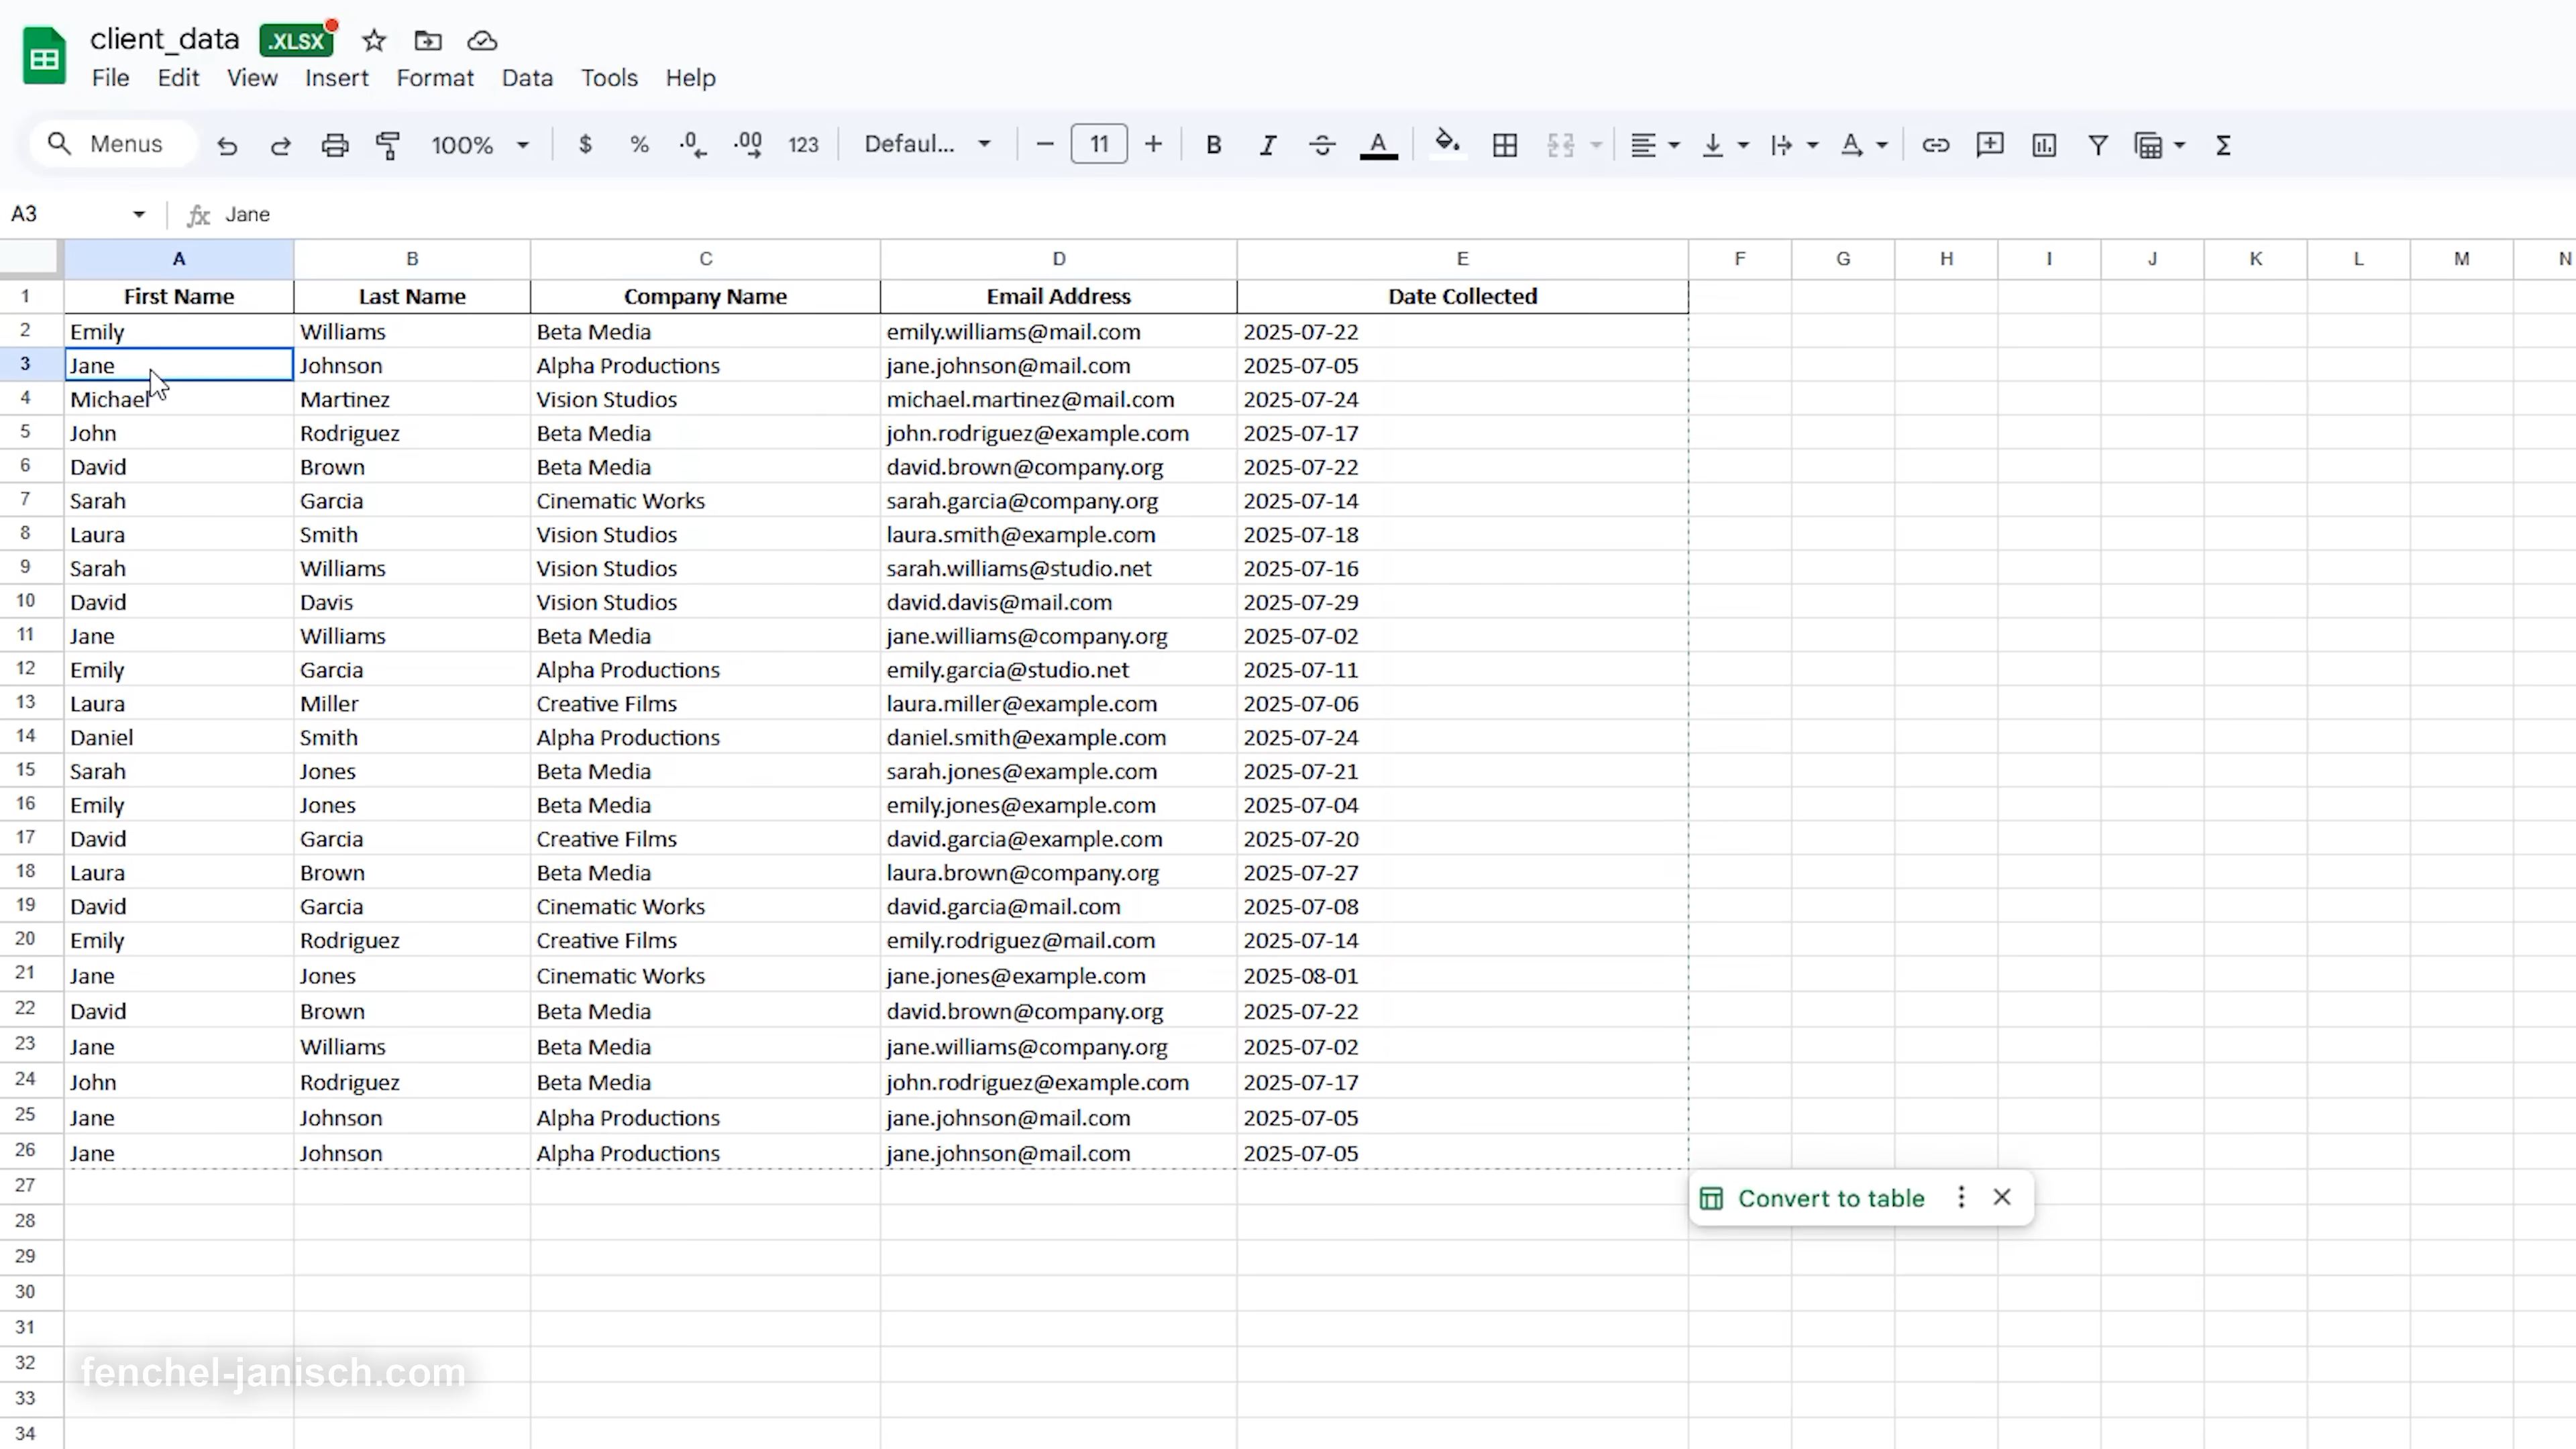 client_data .XLSX
File Edit View Insert Format Data Tools Help
Menus 100% $ % .0 .00 123 Defaul... − 11 + B I S A A Σ
A3 fx Jane
A B C D E F G H I J K L M N
1 First Name Last Name Company Name Email Address Date Collected
2 Emily Williams Beta Media emily.williams@mail.com 2025-07-22
3 Jane Johnson Alpha Productions jane.johnson@mail.com 2025-07-05
4 Michael Martinez Vision Studios michael.martinez@mail.com 2025-07-24
5 John Rodriguez Beta Media john.rodriguez@example.com 2025-07-17
6 David Brown Beta Media david.brown@company.org 2025-07-22
7 Sarah Garcia Cinematic Works sarah.garcia@company.org 2025-07-14
8 Laura Smith Vision Studios laura.smith@example.com 2025-07-18
9 Sarah Williams Vision Studios sarah.williams@studio.net 2025-07-16
10 David Davis Vision Studios david.davis@mail.com 2025-07-29
11 Jane Williams Beta Media jane.williams@company.org 2025-07-02
12 Emily Garcia Alpha Productions emily.garcia@studio.net 2025-07-11
13 Laura Miller Creative Films laura.miller@example.com 2025-07-06
14 Daniel Smith Alpha Productions daniel.smith@example.com 2025-07-24
15 Sarah Jones Beta Media sarah.jones@example.com 2025-07-21
16 Emily Jones Beta Media emily.jones@example.com 2025-07-04
17 David Garcia Creative Films david.garcia@example.com 2025-07-20
18 Laura Brown Beta Media laura.brown@company.org 2025-07-27
19 David Garcia Cinematic Works david.garcia@mail.com 2025-07-08
20 Emily Rodriguez Creative Films emily.rodriguez@mail.com 2025-07-14
21 Jane Jones Cinematic Works jane.jones@example.com 2025-08-01
22 David Brown Beta Media david.brown@company.org 2025-07-22
23 Jane Williams Beta Media jane.williams@company.org 2025-07-02
24 John Rodriguez Beta Media john.rodriguez@example.com 2025-07-17
25 Jane Johnson Alpha Productions jane.johnson@mail.com 2025-07-05
26 Jane Johnson Alpha Productions jane.johnson@mail.com 2025-07-05
27 Convert to table
28
29
30
31
32 fenchel-janisch.com
33
34